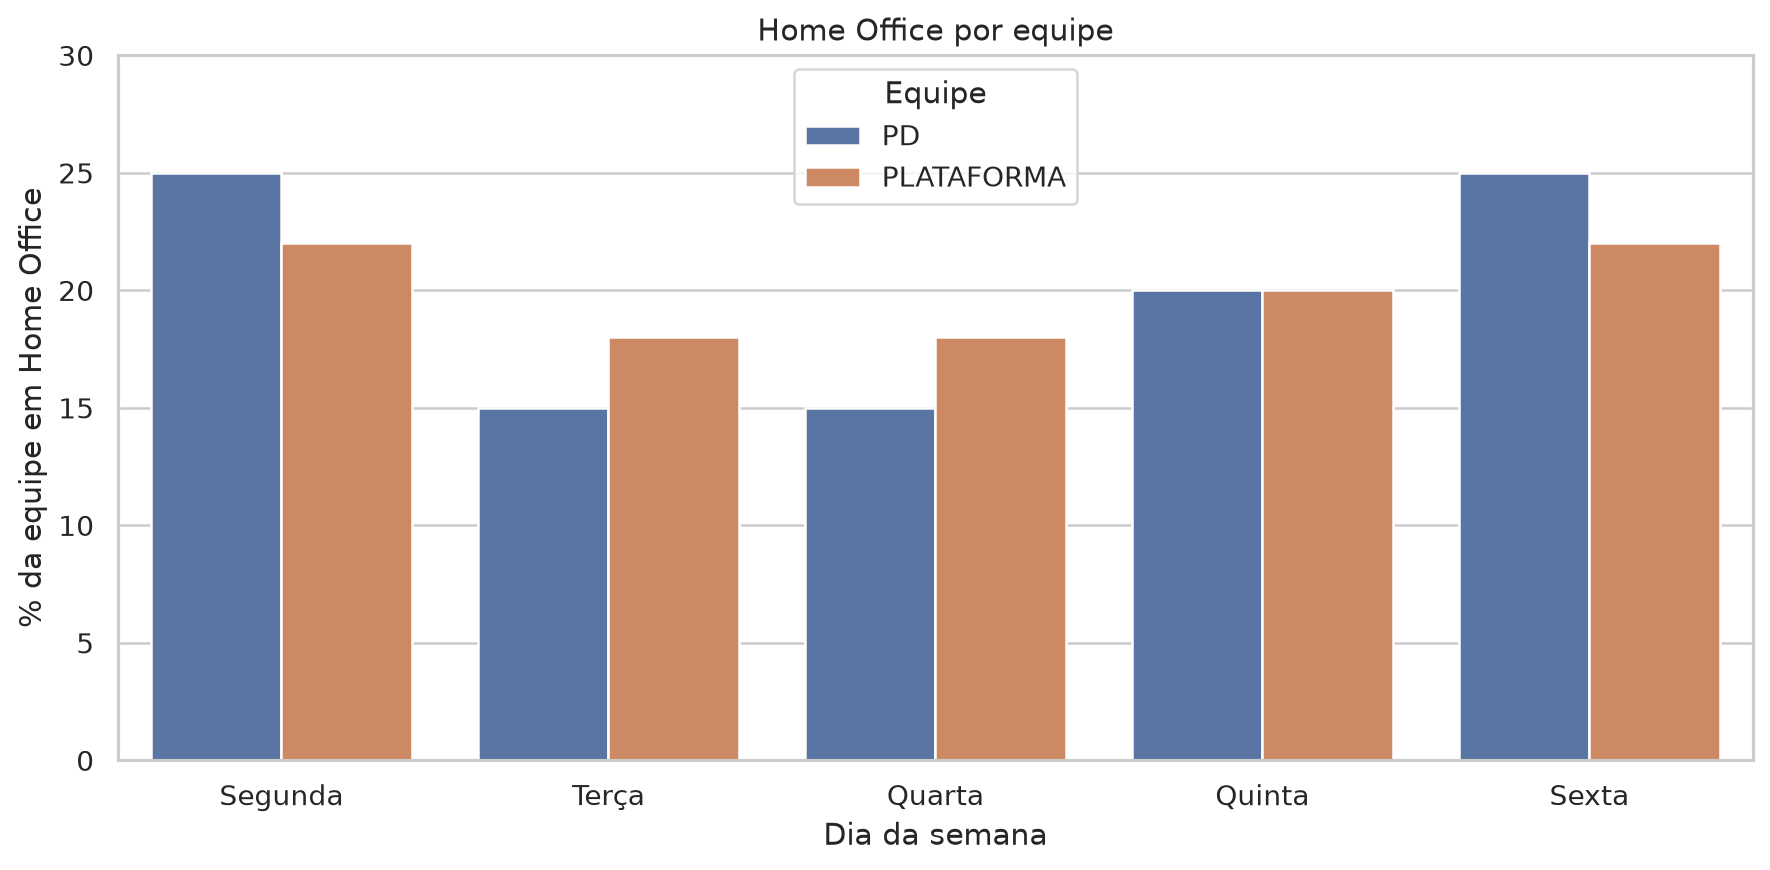 Home Office por equipe
Equipe
PD
PLATAFORMA
% da equipe em Home Office
30
25
20
15
10
5
0
Segunda
Terça
Quarta
Quinta
Sexta
Dia da semana